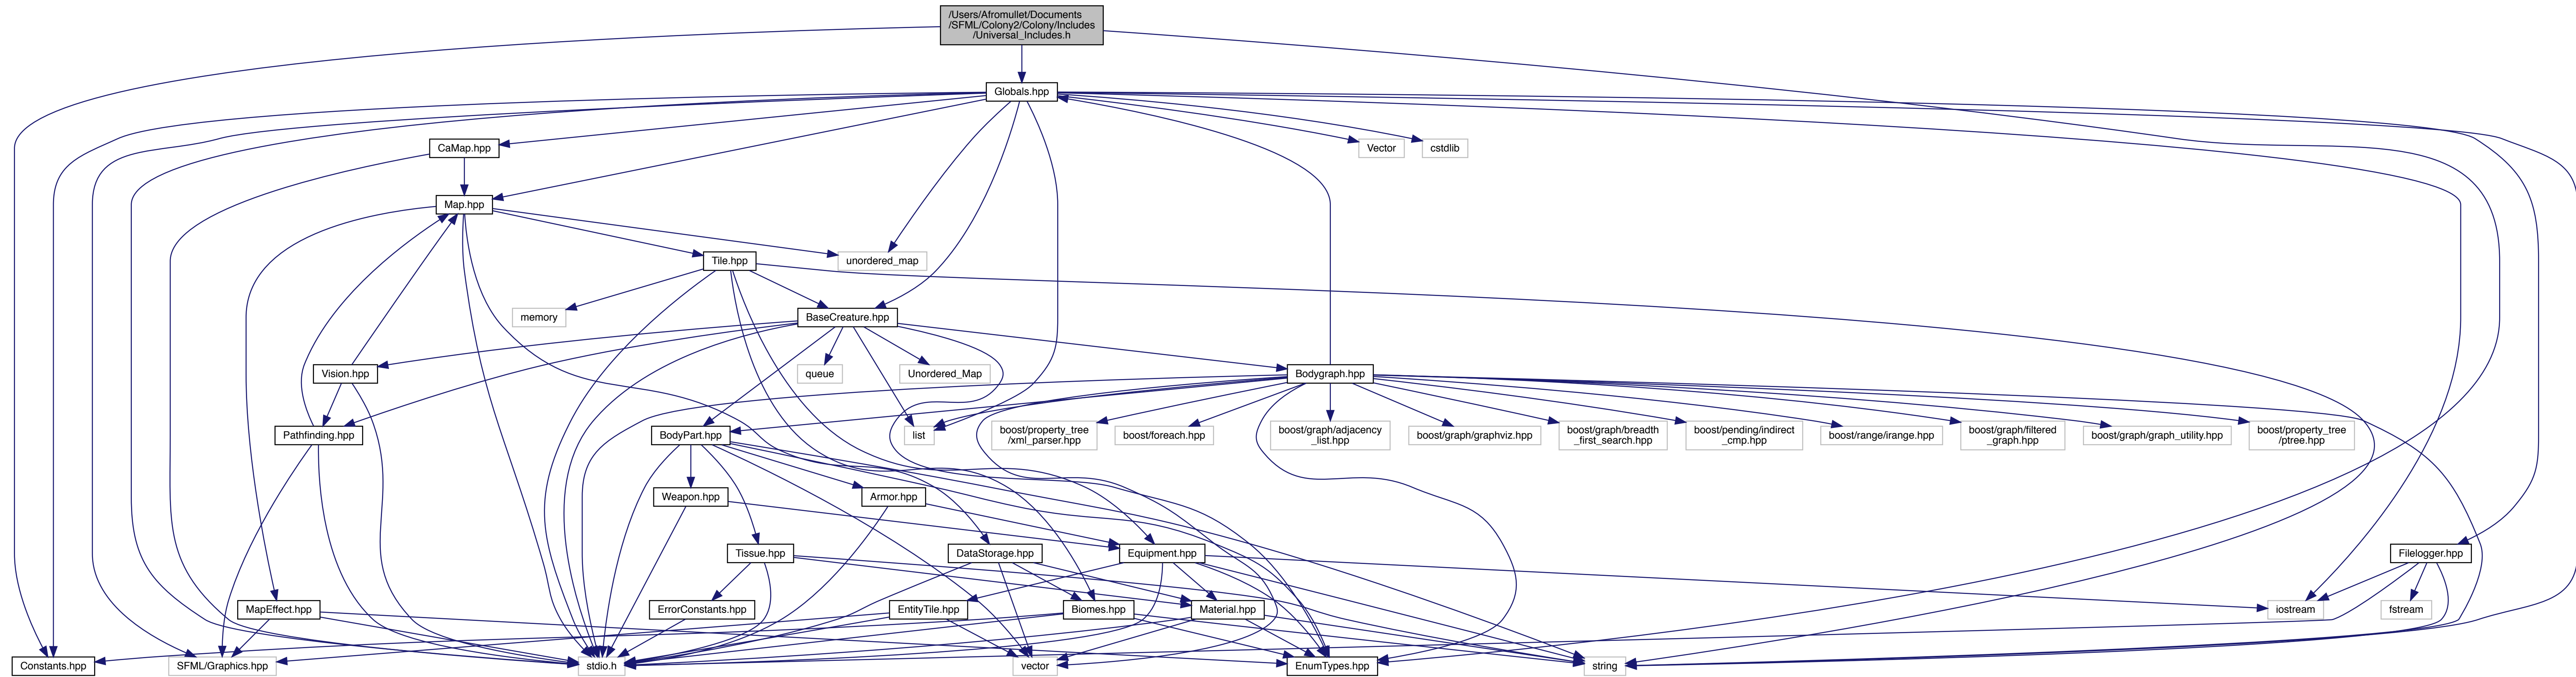 /Users/Afromullet/Documents
/SFML/Colony2/Colony/Includes
/Universal_Includes.h
Globals.hpp
CaMap.hpp
Vector
cstdlib
Map.hpp
Tile.hpp
unordered_map
memory
BaseCreature.hpp
Vision.hpp
queue
Unordered_Map
Bodygraph.hpp
Pathfinding.hpp
BodyPart.hpp
list
boost/property_tree
/xml_parser.hpp
boost/foreach.hpp
boost/graph/adjacency
_list.hpp
boost/graph/graphviz.hpp
boost/graph/breadth
_first_search.hpp
boost/pending/indirect
_cmp.hpp
boost/range/irange.hpp
boost/graph/filtered
_graph.hpp
boost/graph/graph_utility.hpp
boost/property_tree
/ptree.hpp
Weapon.hpp
Armor.hpp
Tissue.hpp
DataStorage.hpp
Equipment.hpp
Filelogger.hpp
MapEffect.hpp
ErrorConstants.hpp
EntityTile.hpp
Biomes.hpp
Material.hpp
iostream
fstream
Constants.hpp
SFML/Graphics.hpp
stdio.h
vector
EnumTypes.hpp
string